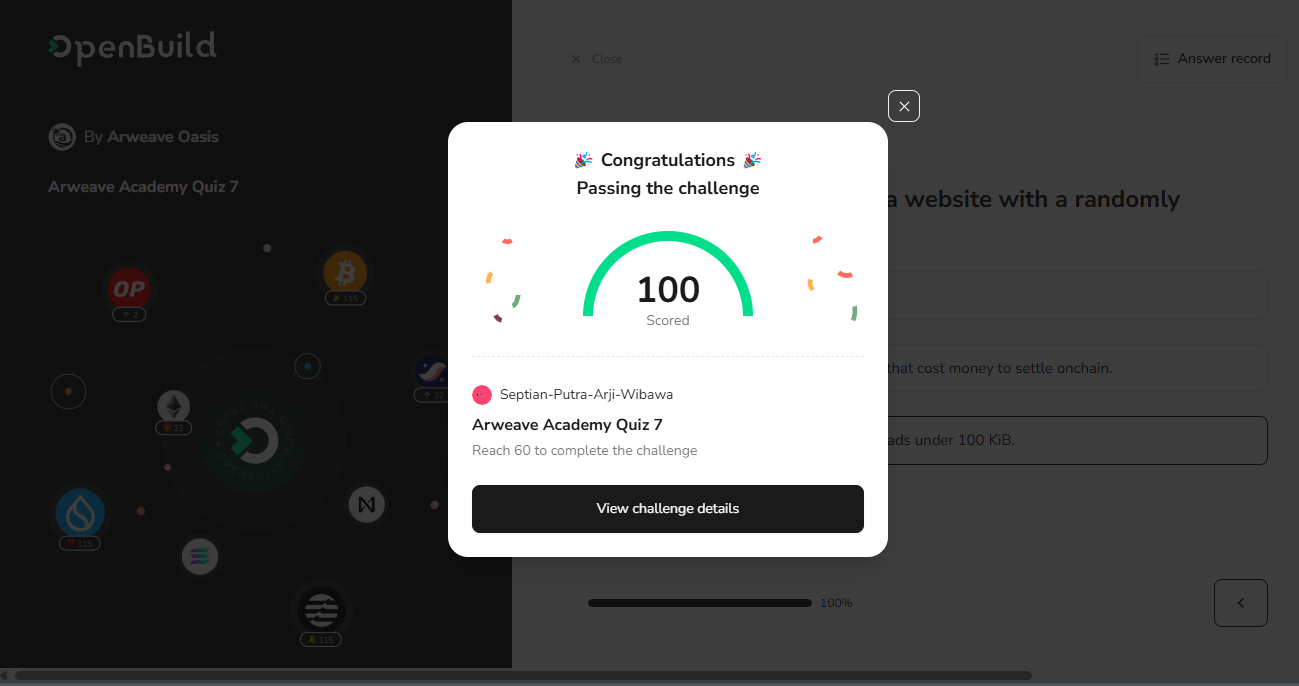 OpenBuild
By Arweave Oasis
Arweave Academy Quiz 7
OP
2
115
32
22
115
115
Close
Answer record
🎉 Congratulations 🎉
Passing the challenge
100
Scored
Septian-Putra-Arji-Wibawa
Arweave Academy Quiz 7
Reach 60 to complete the challenge
View challenge details
a website with a randomly
that cost money to settle onchain.
ads under 100 KiB.
100%